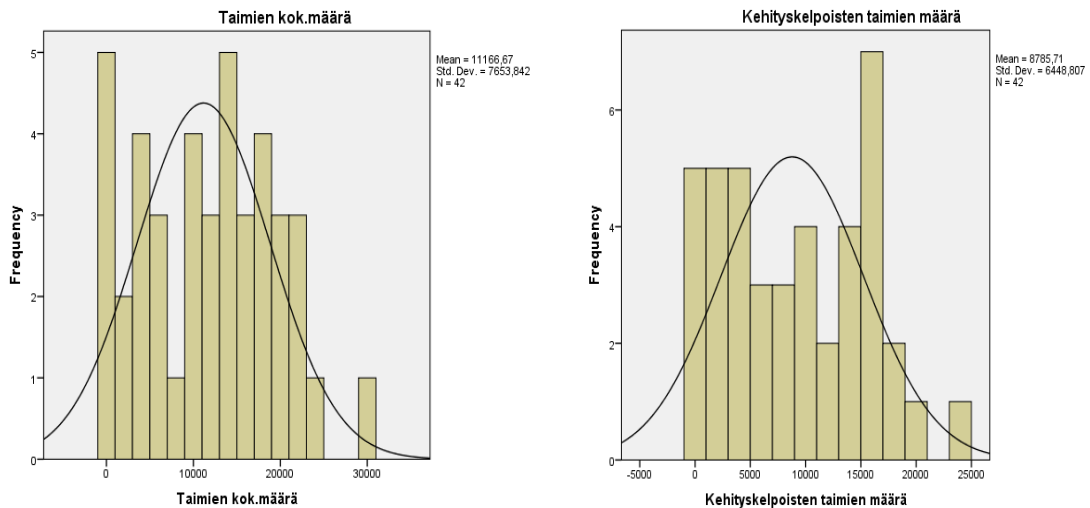 Taimien kok.määrä
Mean = 11166,67
Std. Dev. = 7653,842
N = 42
Frequency
5
4
3
2
1
0
0
10000
20000
30000
Taimien kok.määrä
Kehityskelpoisten taimien määrä
Mean = 8785,71
Std. Dev. = 6448,807
N = 42
Frequency
6
4
2
0
-5000
0
5000
10000
15000
20000
25000
Kehityskelpoisten taimien määrä